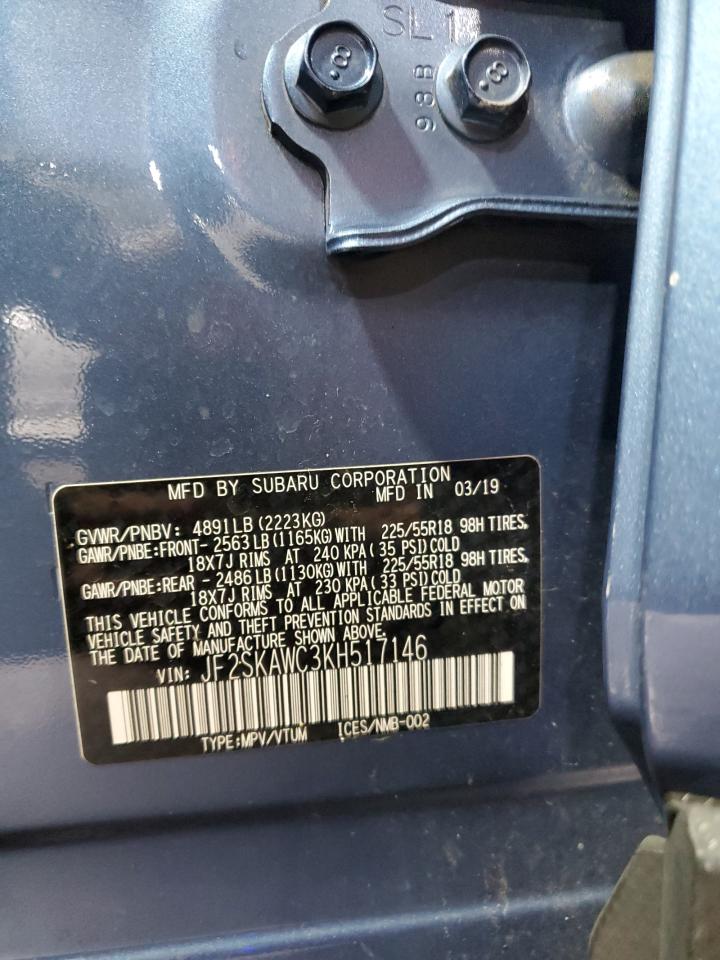 SL1
98B
8.
8.
MFD BY SUBARU CORPORATION
MFD IN 03/19
GVWR/PNBV: 4891LB (2223KG)
GAWR/PNBE:FRONT- 2563LB (1165KG) WITH 225/55R18 98H TIRES,
18X7J RIMS AT 240 KPA (35 PSI) COLD
GAWR/PNBE:REAR - 2486LB (1130KG) WITH 225/55R18 98H TIRES,
18X7J RIMS AT 230 KPA (33 PSI) COLD
THIS VEHICLE CONFORMS TO ALL APPLICABLE FEDERAL MOTOR
VEHICLE SAFETY AND THEFT PREVENTION STANDARDS IN EFFECT ON
THE DATE OF MANUFACTURE SHOWN ABOVE.
VIN: JF2SKAWC3KH517146
TYPE:MPV/VTUM ICES/NMB-002